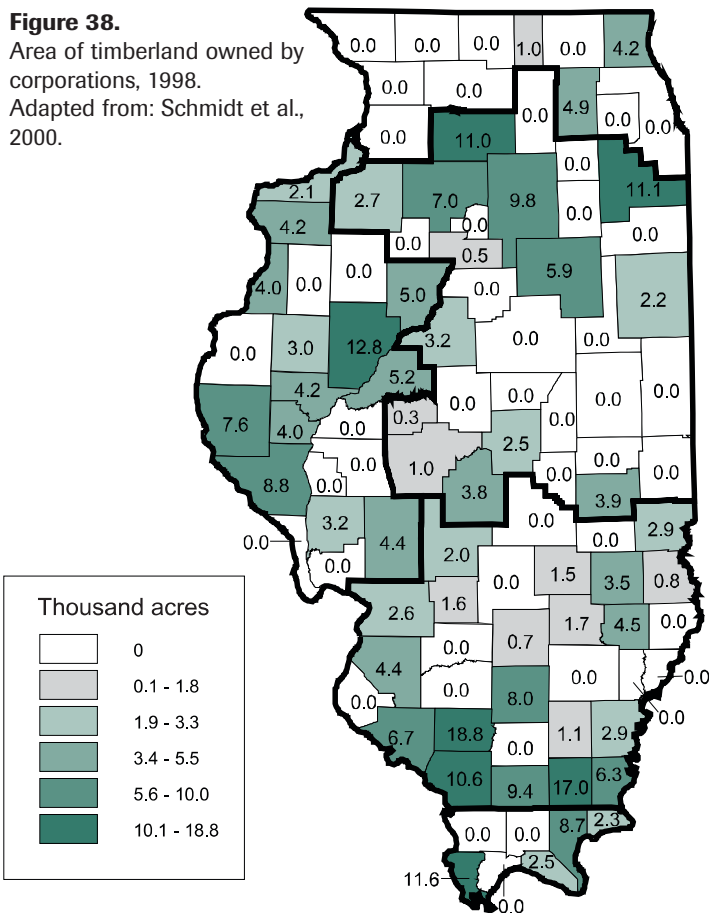 Figure 38.
Area of timberland owned by
corporations, 1998.
Adapted from: Schmidt et al.,
2000.
0.0 0.0 0.0 1.0 0.0 4.2
0.0 0.0 0.0 4.9 0.0 0.0
0.0 11.0 0.0
2.1 2.7 7.0 9.8 0.0 11.1
4.2 0.0 0.0 0.5 0.0
4.0 0.0 0.0 5.0 0.0 5.9 2.2
0.0 3.0 12.8 3.2 0.0 0.0
5.2
7.6 4.2 0.3 0.0 0.0 0.0 0.0 0.0
4.0 0.0 1.0 2.5
8.8 0.0 0.0 3.8 0.0 0.0 0.0
3.9
0.0 3.2 4.4 0.0 0.0 2.9
0.0 2.0 0.0 1.5 3.5 0.8
2.6 1.6 0.7 1.7 4.5 0.0
4.4 0.0 0.0 0.0
0.0 0.0 8.0 0.0
6.7 18.8 0.0 1.1 2.9
10.6 9.4 17.0 6.3
0.0 0.0 8.7 2.3
11.6 2.5
0.0
Thousand acres
0
0.1 - 1.8
1.9 - 3.3
3.4 - 5.5
5.6 - 10.0
10.1 - 18.8